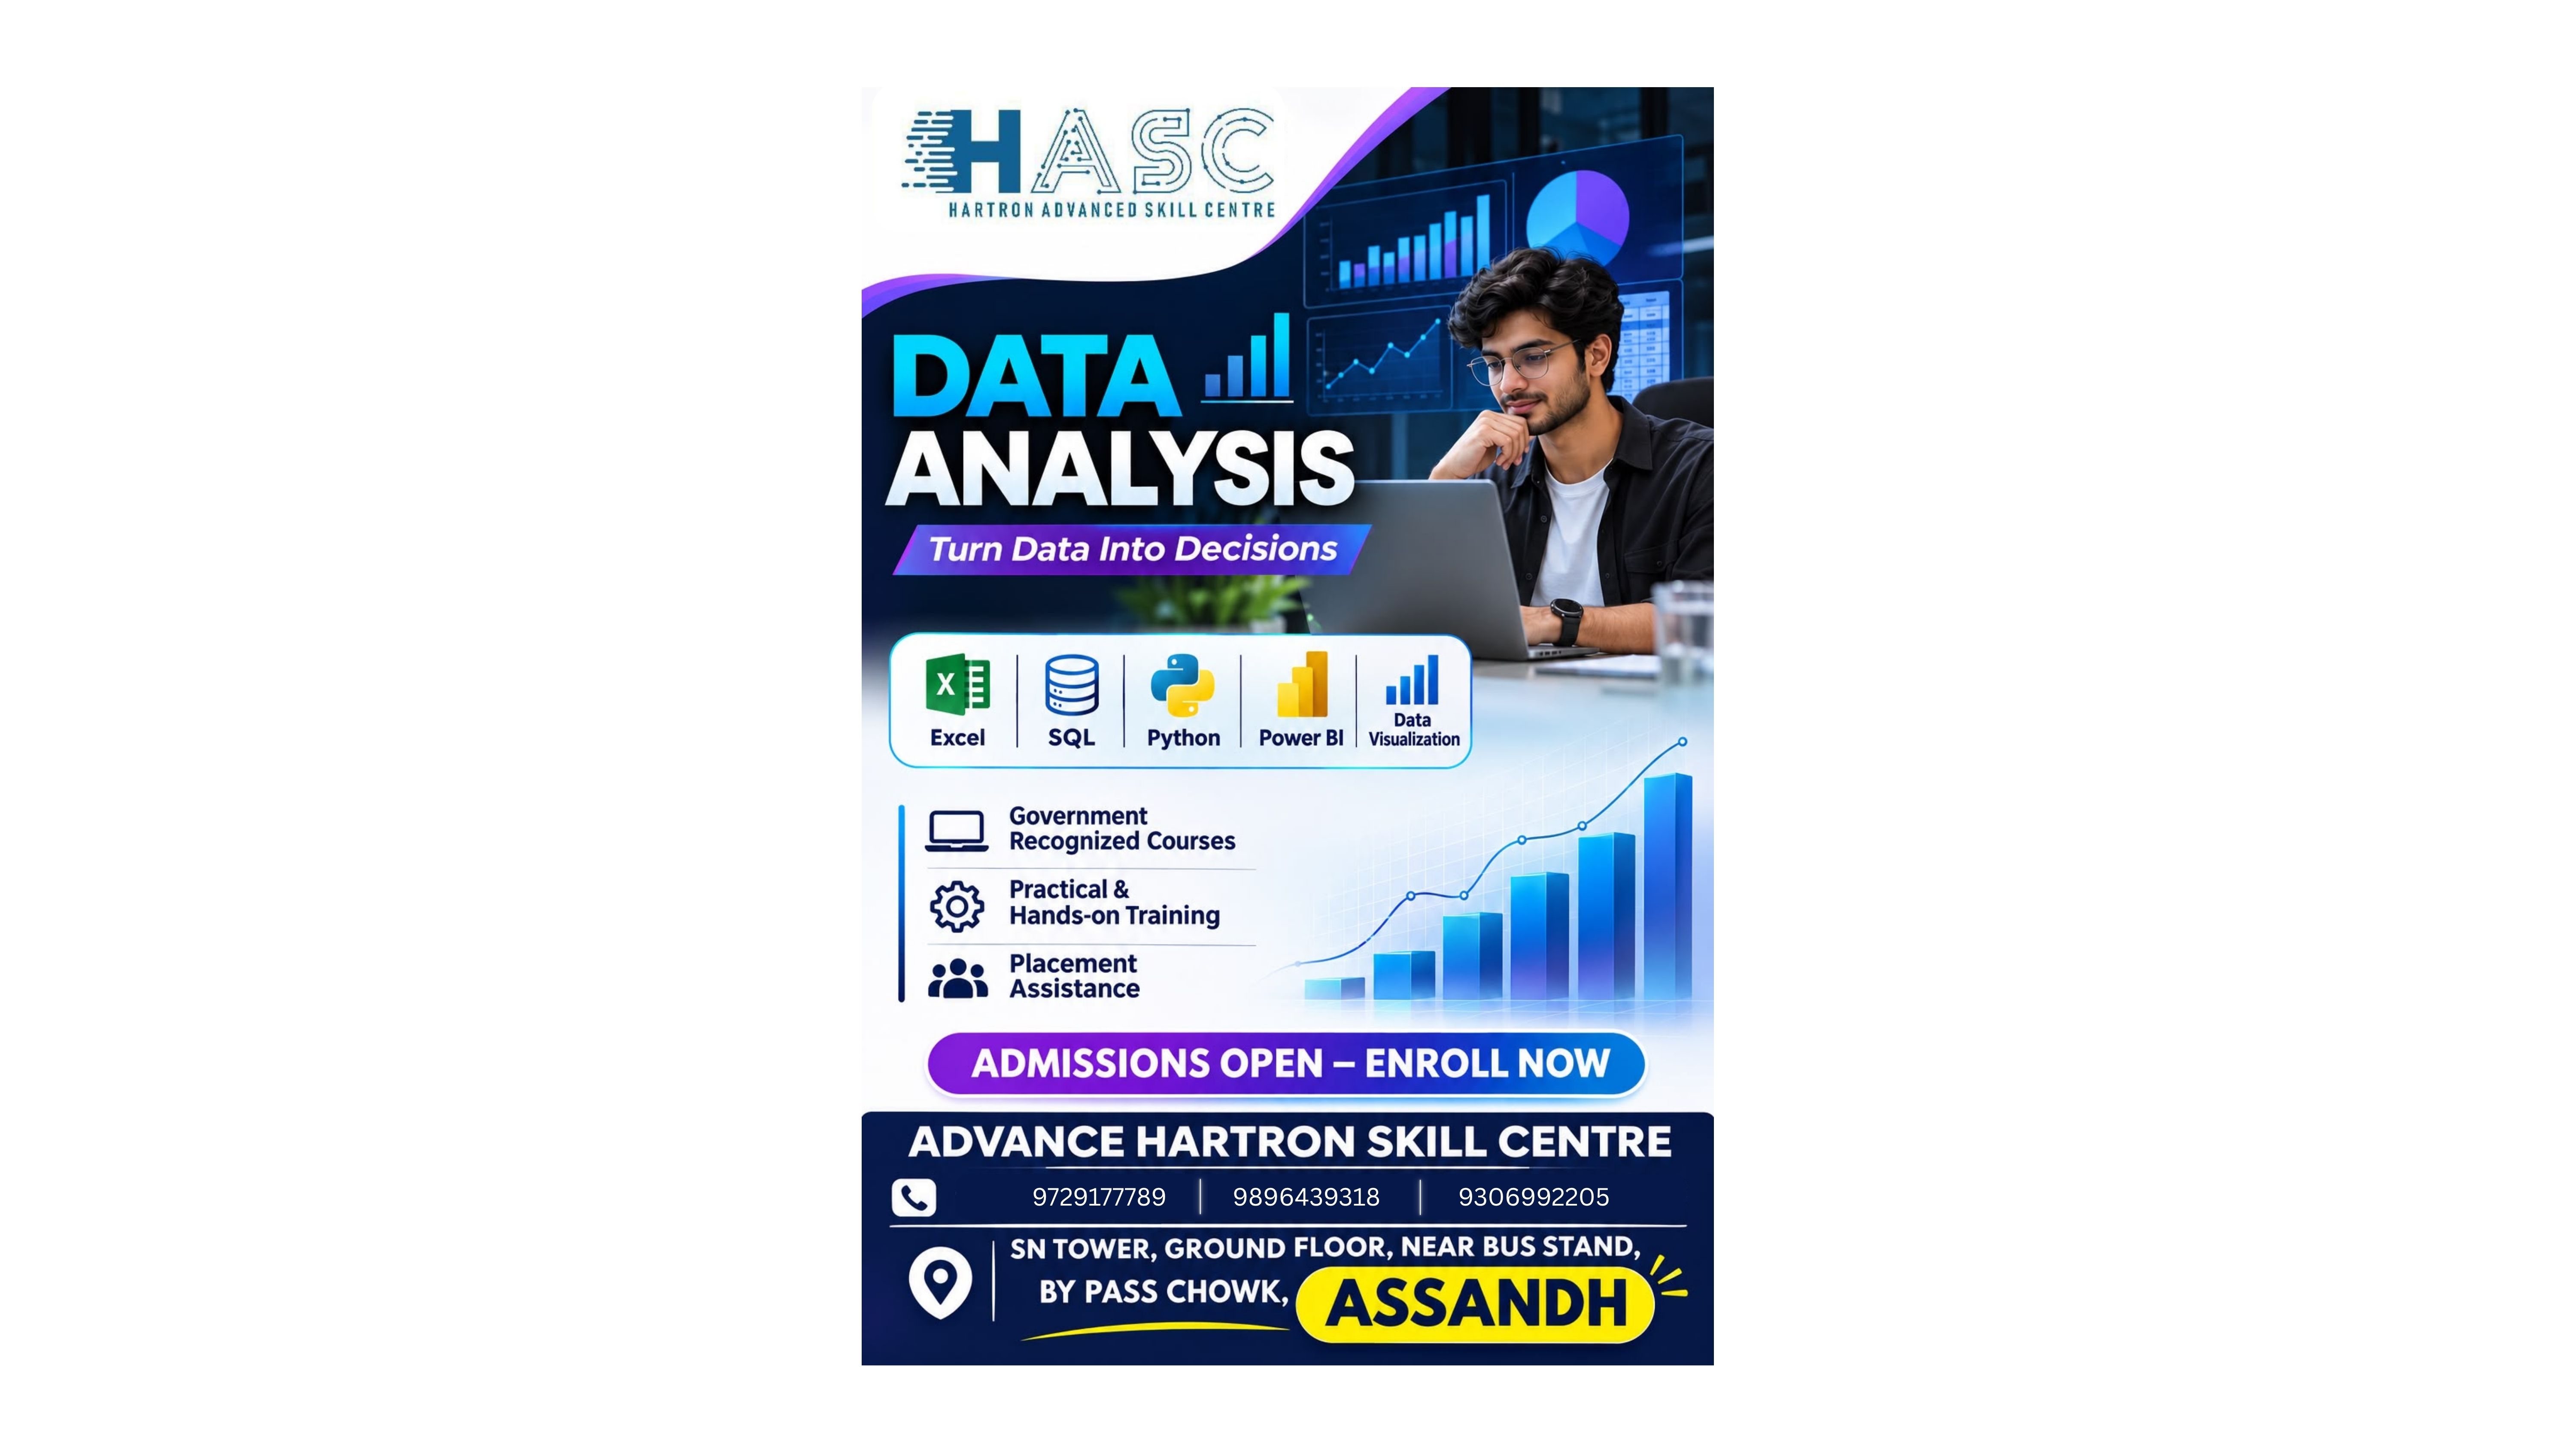 HASC
HARTRON ADVANCED SKILL CENTRE
DATA
ANALYSIS
Turn Data Into Decisions
X
Excel
SQL
Python
Power BI
Data
Visualization
Government
Recognized Courses
Practical &
Hands-on Training
Placement
Assistance
ADMISSIONS OPEN – ENROLL NOW
ADVANCE HARTRON SKILL CENTRE
9729177789 | 9896439318 | 9306992205
SN TOWER, GROUND FLOOR, NEAR BUS STAND,
BY PASS CHOWK, ASSANDH